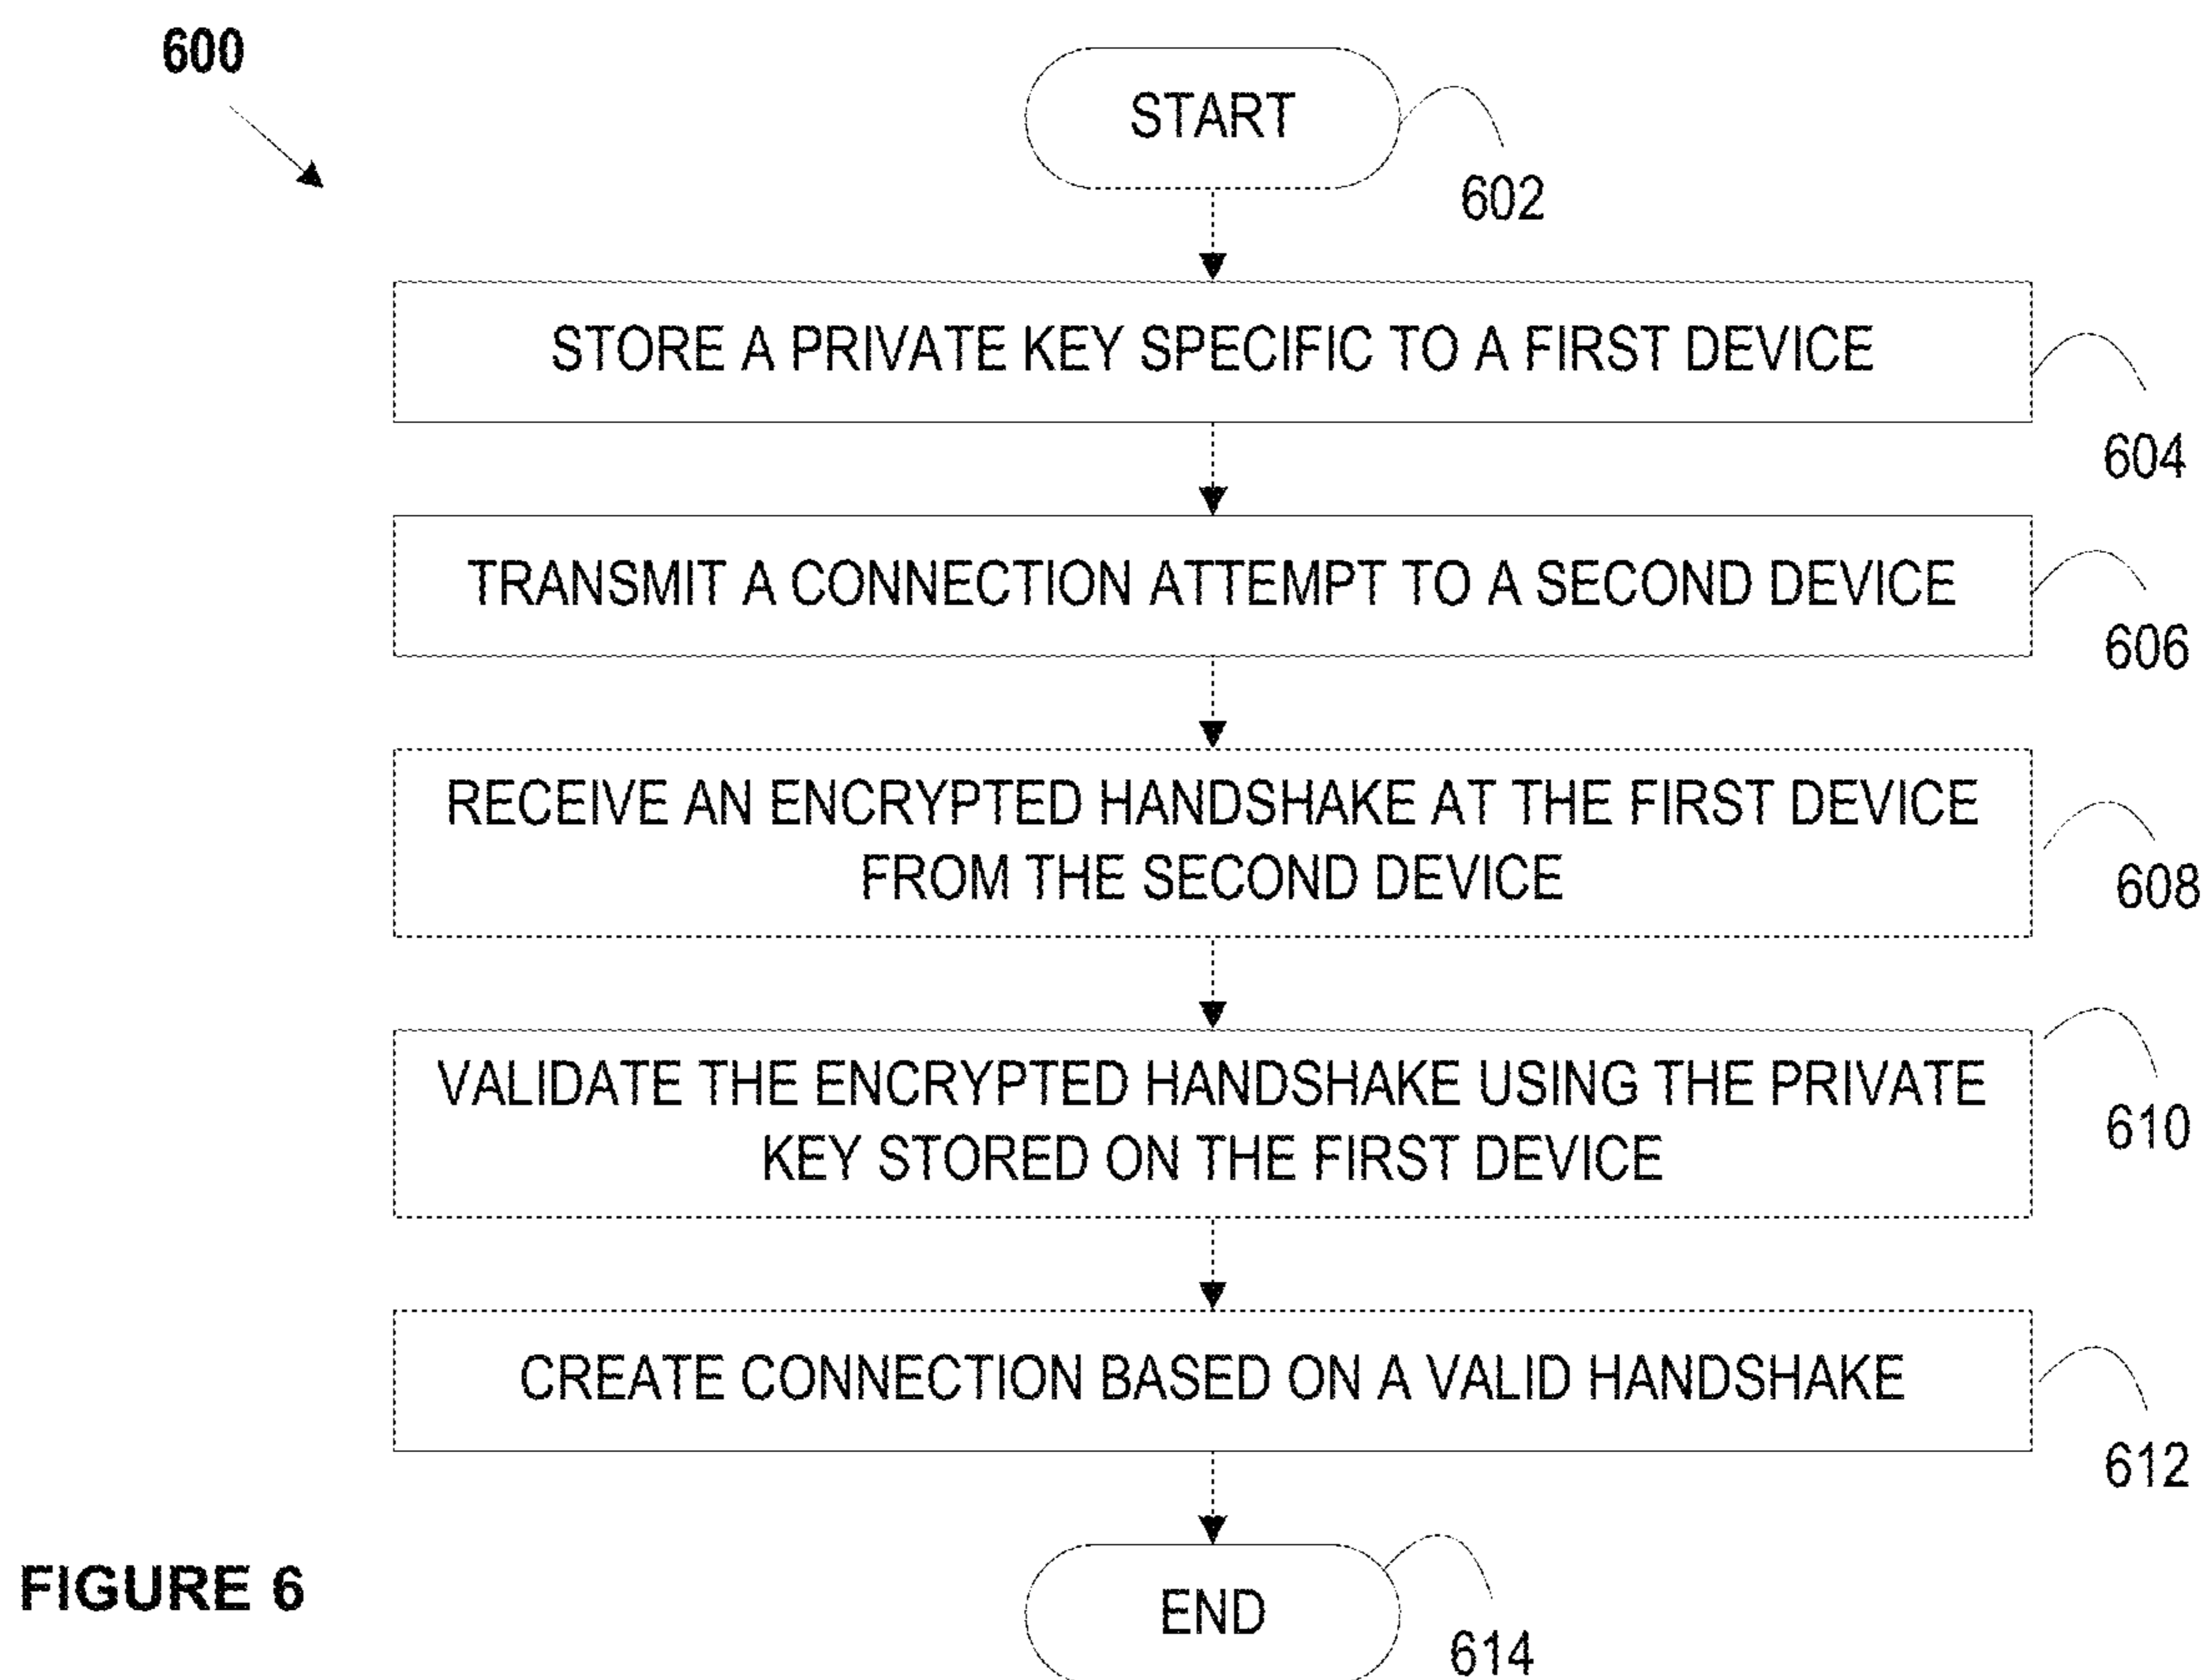 600
START
602
STORE A PRIVATE KEY SPECIFIC TO A FIRST DEVICE
604
TRANSMIT A CONNECTION ATTEMPT TO A SECOND DEVICE
606
RECEIVE AN ENCRYPTED HANDSHAKE AT THE FIRST DEVICE
FROM THE SECOND DEVICE
608
VALIDATE THE ENCRYPTED HANDSHAKE USING THE PRIVATE
KEY STORED ON THE FIRST DEVICE
610
CREATE CONNECTION BASED ON A VALID HANDSHAKE
612
END
614
FIGURE 6